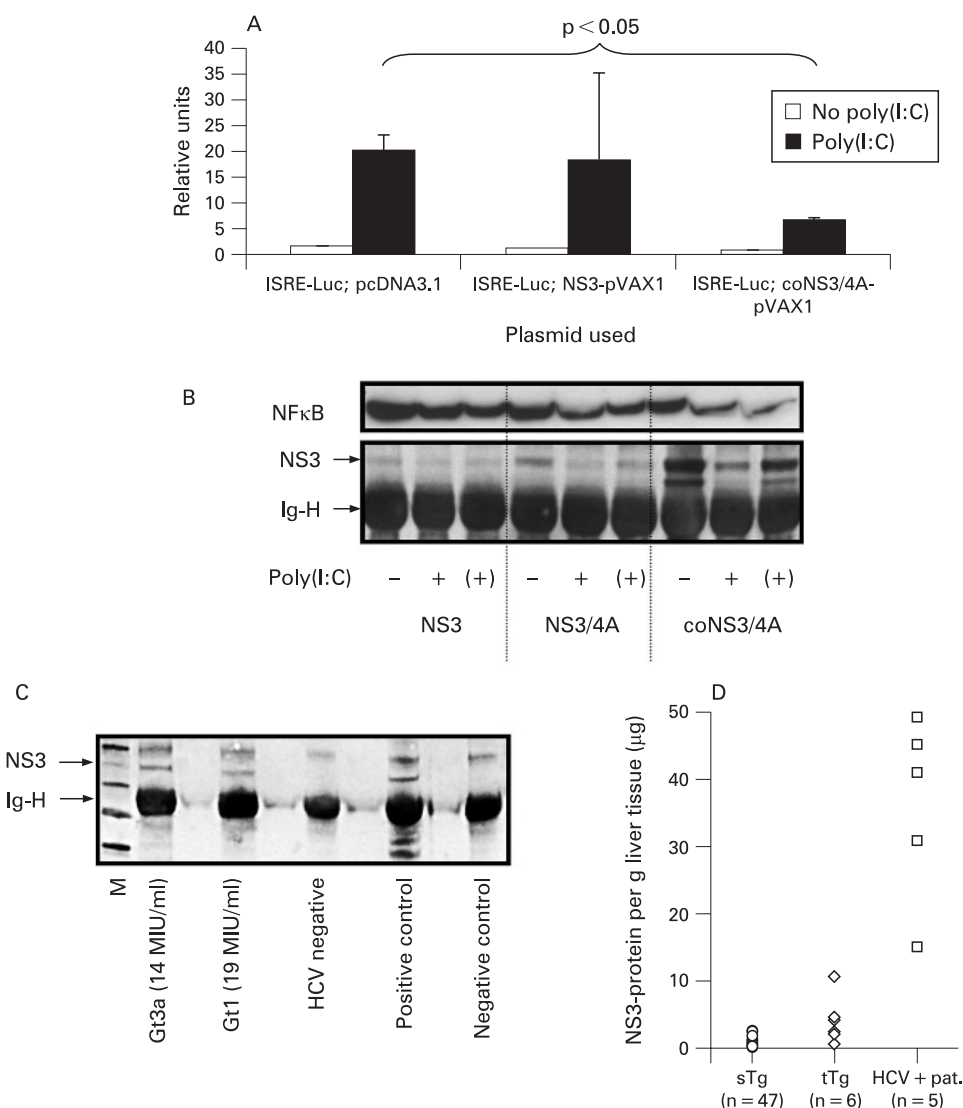 A
p < 0.05
40
35
30
25
20
15
10
5
0
Relative units
No poly(I:C)
Poly(I:C)
ISRE-Luc; pcDNA3.1
ISRE-Luc; NS3-pVAX1
ISRE-Luc; coNS3/4A-
pVAX1
Plasmid used
B
NFκB
NS3
Ig-H
Poly(I:C) – + (+) – + (+) – + (+)
NS3 NS3/4A coNS3/4A
C
NS3
Ig-H
M
Gt3a (14 MIU/ml)
Gt1 (19 MIU/ml)
HCV negative
Positive control
Negative control
D
50
40
30
20
10
0
NS3-protein per g liver tissue (μg)
sTg tTg HCV + pat.
(n = 47) (n = 6) (n = 5)